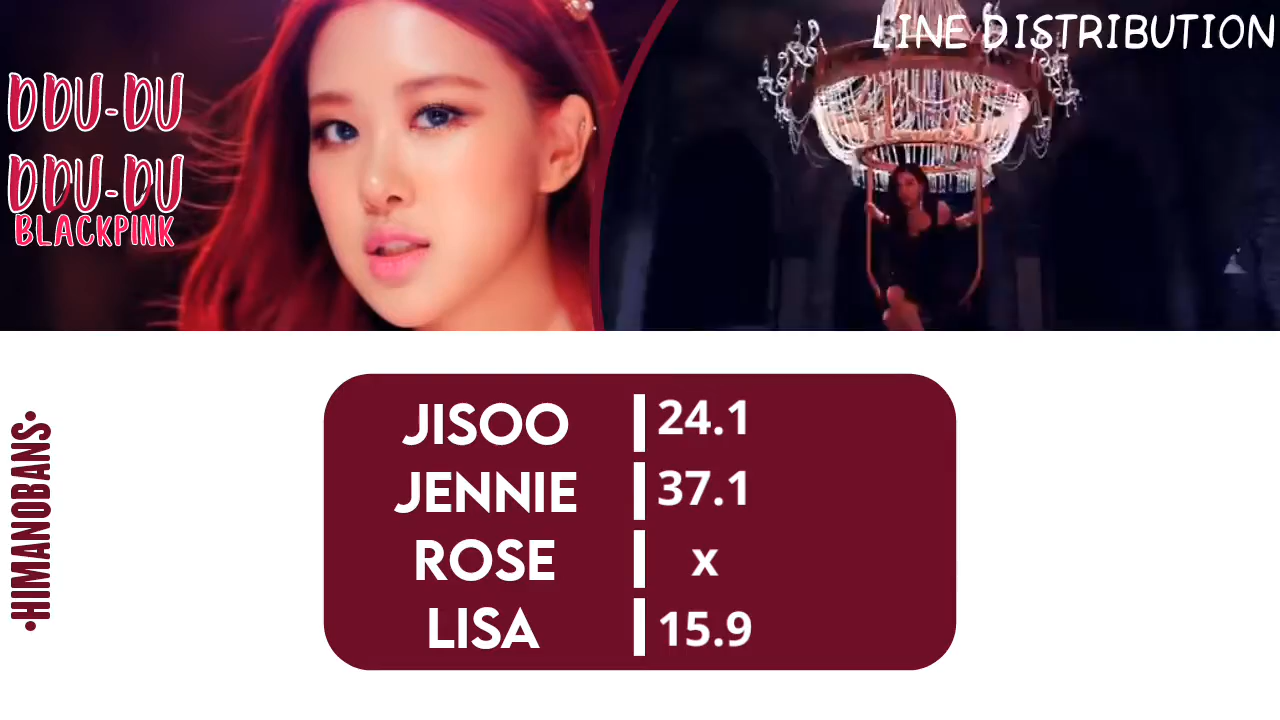 LINE DISTRIBUTION
DDU-DU
DDU-DU
BLACKPINK
•HIMANOBANS•
JISOO 24.1
JENNIE 37.1
ROSE x
LISA 15.9